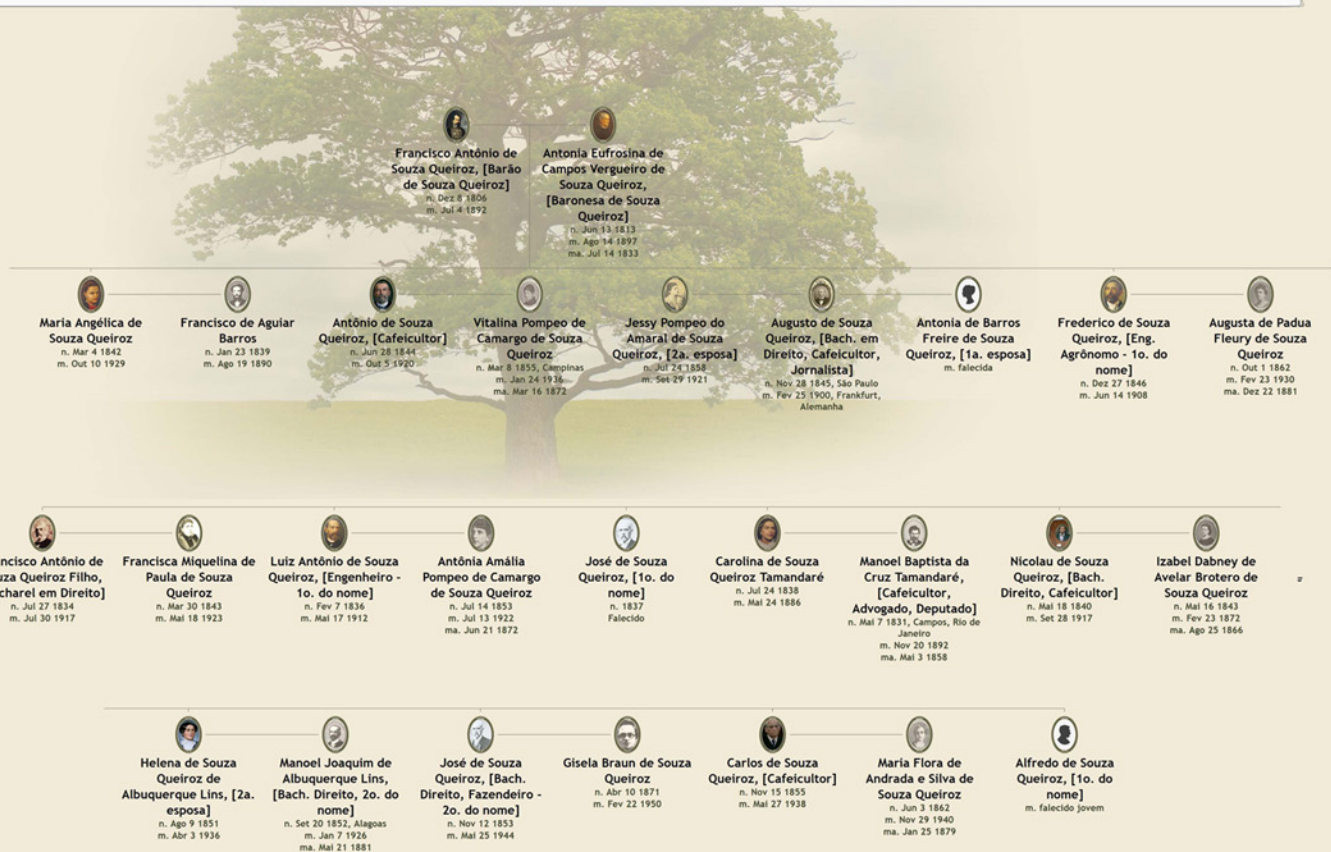 Francisco Antônio de
Souza Queiroz, [Barão
de Souza Queiroz]
n. Dez 8 1806
m. Jul 4 1892
Antonia Eufrosina de
Campos Vergueiro de
Souza Queiroz,
[Baronesa de Souza
Queiroz]
n. Jun 13 1813
m. Ago 14 1897
ma. Jul 14 1833
Maria Angélica de
Souza Queiroz
n. Mar 4 1842
m. Out 10 1929
Francisco de Aguiar
Barros
n. Jan 23 1839
m. Ago 19 1890
Antônio de Souza
Queiroz, [Cafeicultor]
n. Jun 28 1844
m. Out 5 1920
Vitalina Pompeo de
Camargo de Souza
Queiroz
n. Mar 8 1855, Campinas
m. Jan 24 1936
ma. Mar 16 1872
Jessy Pompeo do
Amaral de Souza
Queiroz, [2a. esposa]
n. Jul 24 1858
m. Set 29 1921
Augusto de Souza
Queiroz, [Bach. em
Direito, Cafeicultor,
Jornalista]
n. Nov 28 1845, São Paulo
m. Fev 25 1900, Frankfurt,
Alemanha
Antonia de Barros
Freire de Souza
Queiroz, [1a. esposa]
m. falecida
Frederico de Souza
Queiroz, [Eng.
Agrônomo - 1o. do
nome]
n. Dez 27 1846
m. Jun 14 1908
Augusta de Padua
Fleury de Souza
Queiroz
n. Out 1 1862
m. Fev 23 1930
ma. Dez 22 1881
ncisco Antônio de
uza Queiroz Filho,
charel em Direito]
n. Jul 27 1834
m. Jul 30 1917
Francisca Miquelina de
Paula de Souza
Queiroz
n. Mar 30 1843
m. Mai 18 1923
Luiz Antônio de Souza
Queiroz, [Engenheiro -
1o. do nome]
n. Fev 7 1836
m. Mai 17 1912
Antônia Amália
Pompeo de Camargo
de Souza Queiroz
n. Jul 14 1853
m. Jul 13 1922
ma. Jun 21 1872
José de Souza
Queiroz, [1o. do
nome]
n. 1837
Falecido
Carolina de Souza
Queiroz Tamandaré
n. Jul 24 1838
m. Mai 24 1886
Manoel Baptista da
Cruz Tamandaré,
[Cafeicultor,
Advogado, Deputado]
n. Mai 7 1831, Campos, Rio de
Janeiro
m. Nov 20 1892
ma. Mai 3 1858
Nicolau de Souza
Queiroz, [Bach.
Direito, Cafeicultor]
n. Mai 18 1840
m. Set 28 1917
Izabel Dabney de
Avelar Brotero de
Souza Queiroz
n. Mai 16 1843
m. Fev 23 1872
ma. Ago 25 1866
Helena de Souza
Queiroz de
Albuquerque Lins, [2a.
esposa]
n. Ago 9 1851
m. Abr 3 1936
Manoel Joaquim de
Albuquerque Lins,
[Bach. Direito, 2o. do
nome]
n. Set 20 1852, Alagoas
m. Jan 7 1926
ma. Mai 21 1881
José de Souza
Queiroz, [Bach.
Direito, Fazendeiro -
2o. do nome]
n. Nov 12 1853
m. Mai 25 1944
Gisela Braun de Souza
Queiroz
n. Abr 10 1871
m. Fev 22 1950
Carlos de Souza
Queiroz, [Cafeicultor]
n. Nov 15 1855
m. Mai 27 1938
Maria Flora de
Andrada e Silva de
Souza Queiroz
n. Jun 3 1862
m. Nov 29 1940
ma. Jan 25 1879
Alfredo de Souza
Queiroz, [1o. do
nome]
m. falecido jovem